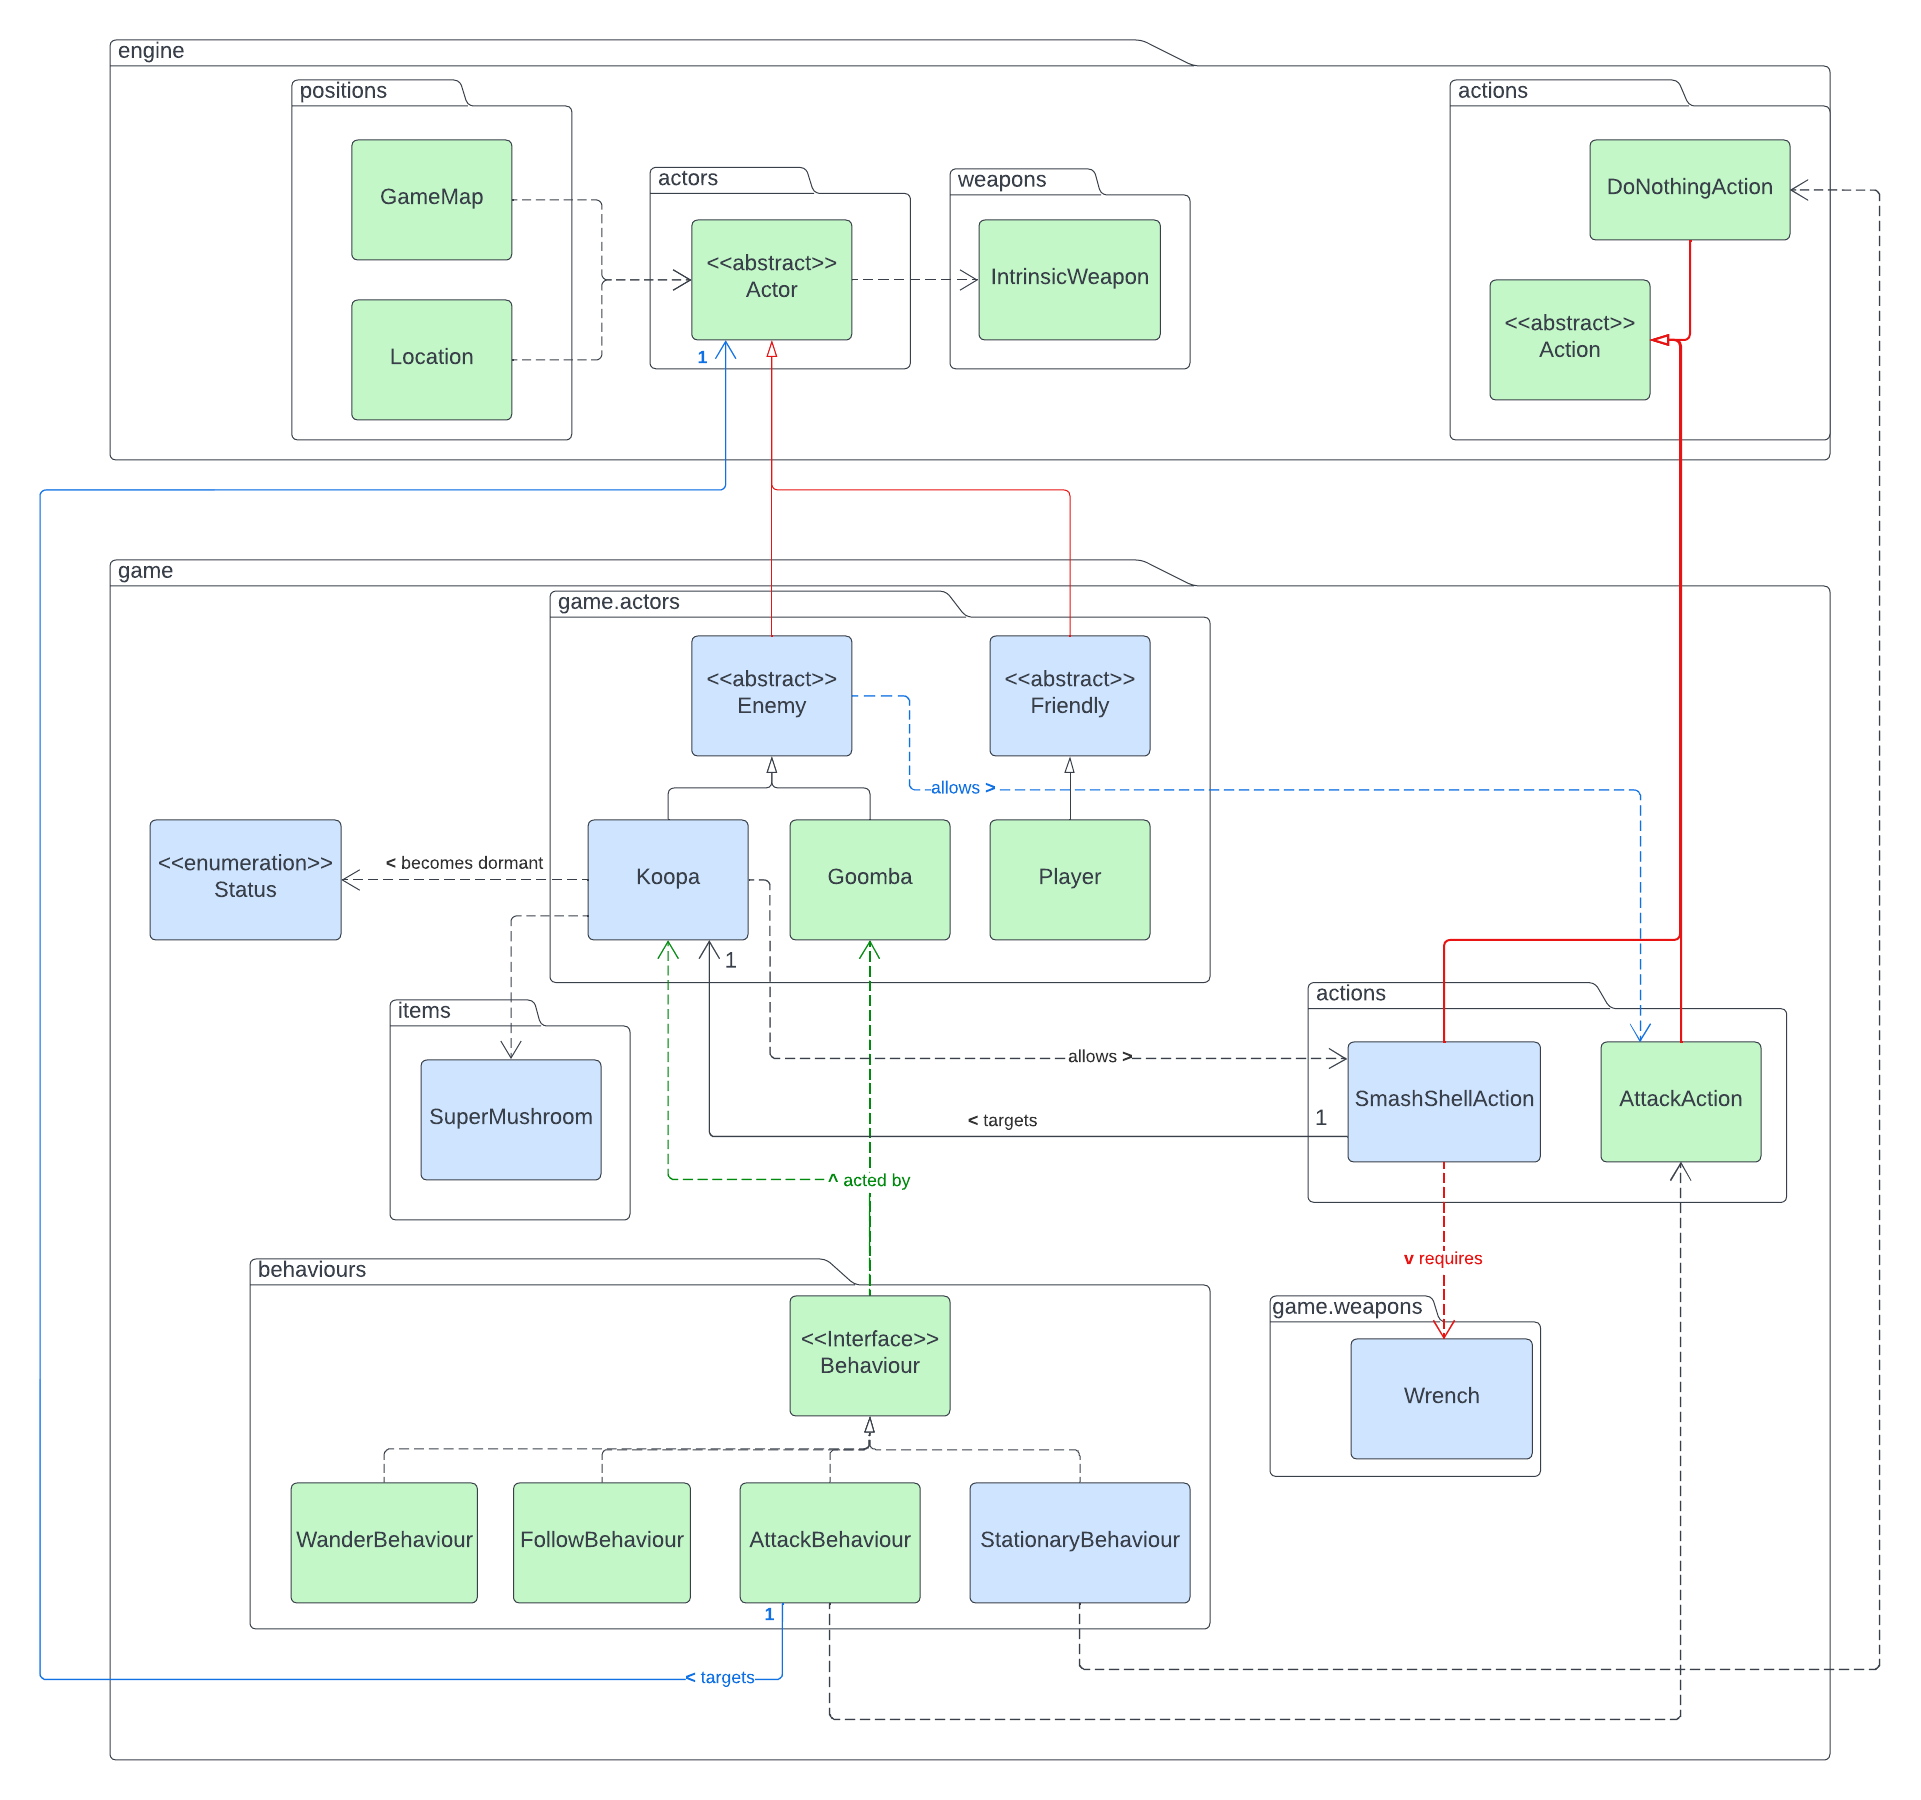 engine
positions
actions
GameMap
DoNothingAction
actors
weapons
<<abstract>>
Actor
IntrinsicWeapon
<<abstract>>
Action
Location
1
game
game.actors
<<abstract>>
Enemy
<<abstract>>
Friendly
allows >
<<enumeration>>
Status
< becomes dormant
Koopa
Goomba
Player
1
items
actions
allows >
SuperMushroom
SmashShellAction
AttackAction
< targets
1
^ acted by
behaviours
v requires
game.weapons
<<Interface>>
Behaviour
Wrench
WanderBehaviour
FollowBehaviour
AttackBehaviour
StationaryBehaviour
1
< targets